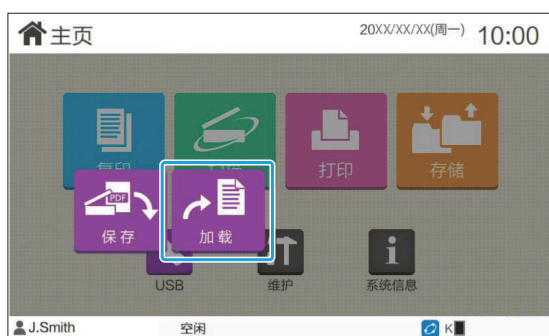 主页
20XX/XX/XX(周一) 10:00
打印
存储
PDF
保存
加载
USB
维护
系统信息
J.Smith
空闲
K